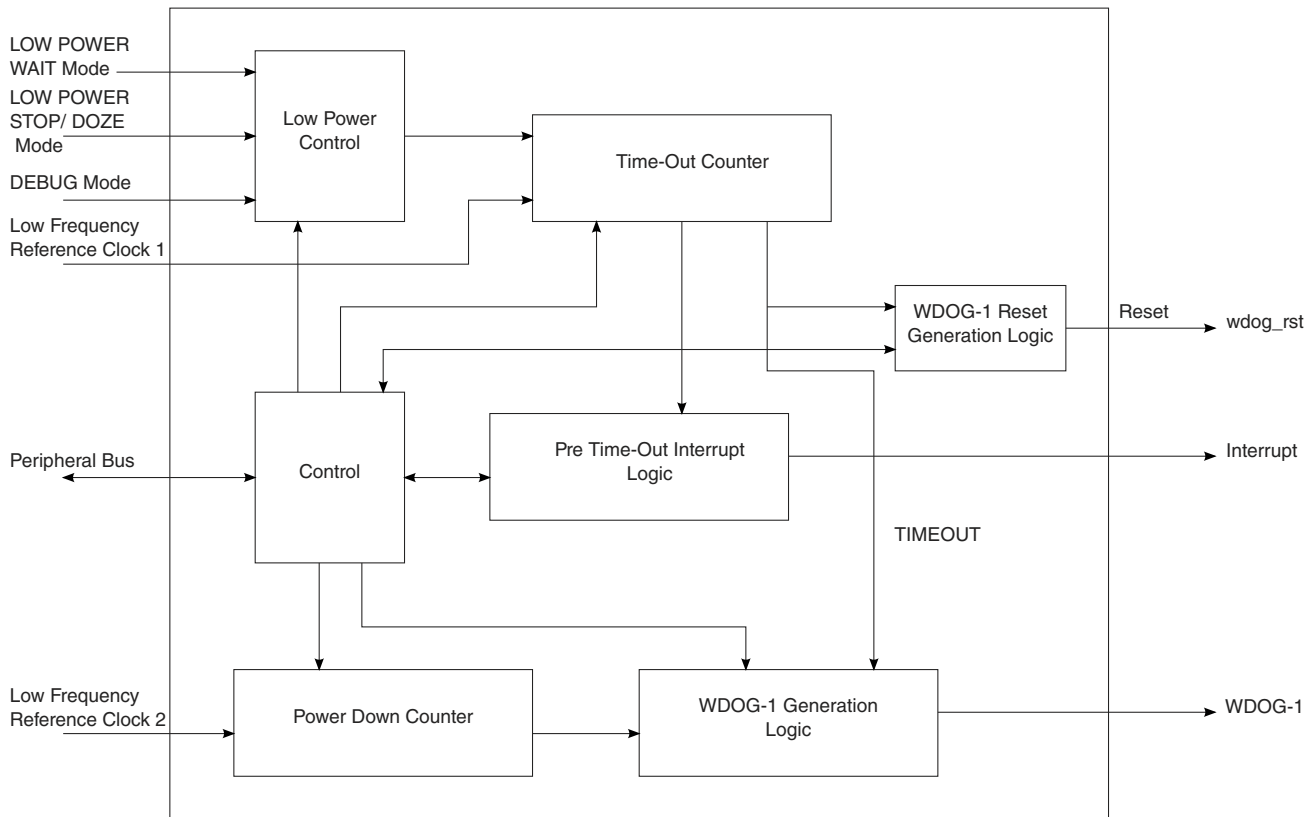 LOW POWER
WAIT Mode
LOW POWER
STOP/ DOZE
Mode
DEBUG Mode
Low Frequency
Reference Clock 1
Low Power
Control
Time-Out Counter
WDOG-1 Reset
Generation Logic
Reset
wdog_rst
Peripheral Bus
Control
Pre Time-Out Interrupt
Logic
Interrupt
TIMEOUT
Low Frequency
Reference Clock 2
Power Down Counter
WDOG-1 Generation
Logic
WDOG-1